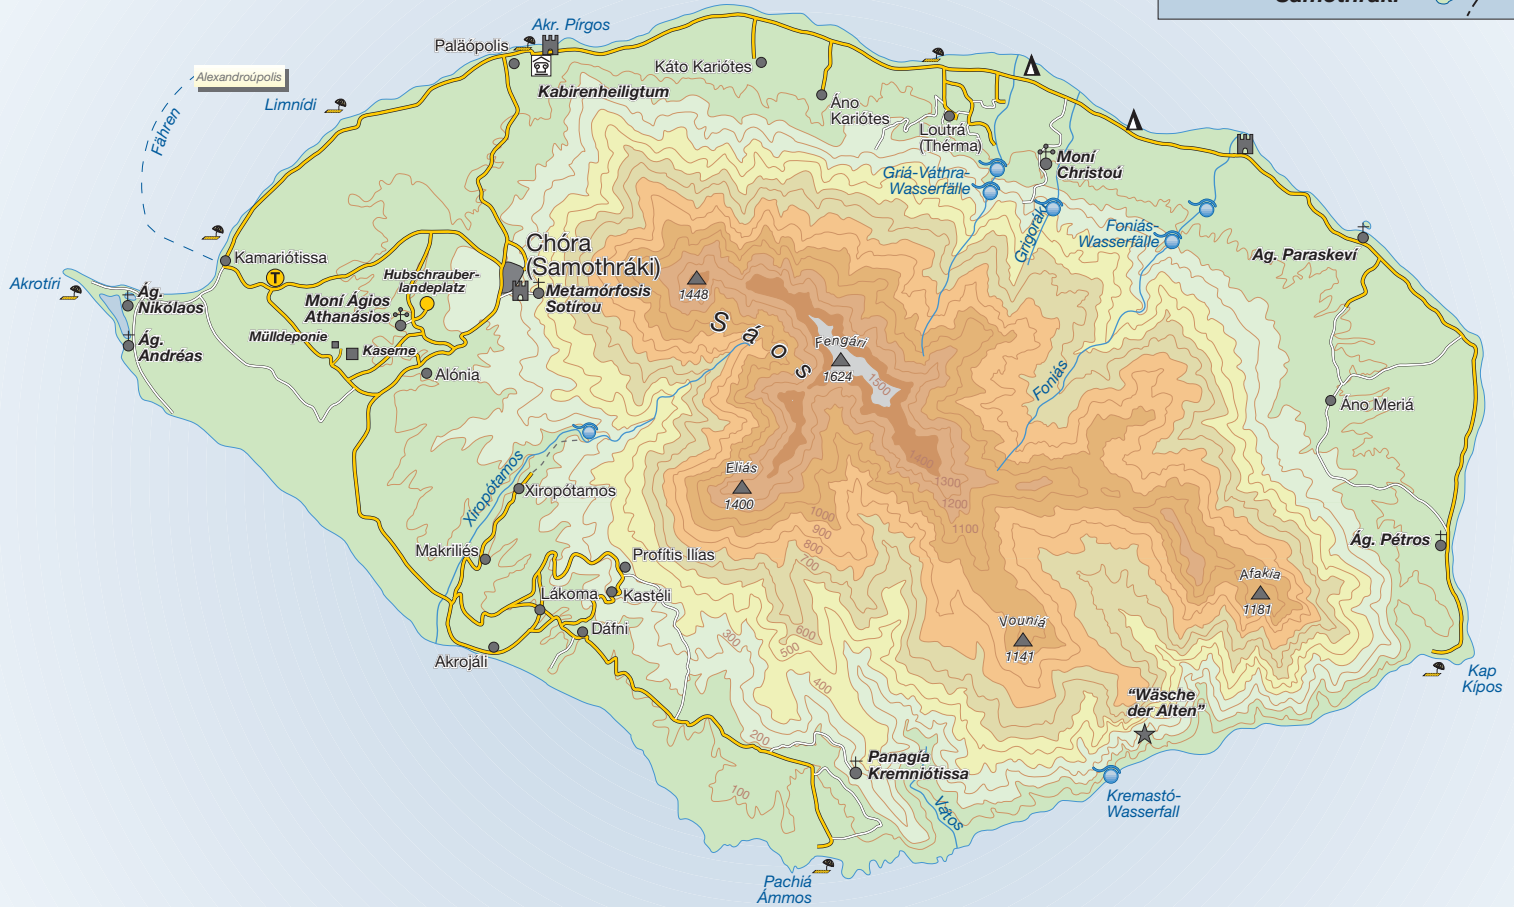 Samothráki
Akr. Pírgos
Paläópolis
Káto Kariótes
Kabirenheiligtum
Alexandroúpolis
Limnídi
Fähren
Áno
Kariótes
Loutrá
(Thérma)
Moní
Christoú
Griá-Váthra-
Wasserfälle
Grigoráki
Foniás-
Wasserfälle
Ag. Paraskeví
Kamariótissa
T
Chóra
(Samothráki)
Hubschrauber-
landeplatz
Metamórfosis
Sotírou
Akrotíri
Ág.
Nikólaos
Moní Ágios
Athanásios
Mülldeponie
Kaserne
Ág.
Andréas
Alónia
1448
Sáos
Fengári
1624
1500
Foniás
Áno Meriá
Xiropótamos
Xiropótamos
Eliás
1400
1400
1300
1200
1100
1000
900
800
700
Makriliés
Profítis Ilías
Lákoma
Kastéli
Dáfni
Akrojáli
Ág. Pétros
Afakia
1181
Vouniá
1141
600
500
400
300
200
100
Kap
Kípos
“Wäsche
der Alten”
Panagía
Kremniótissa
Vátos
Kremastó-
Wasserfall
Pachiá
Ámmos